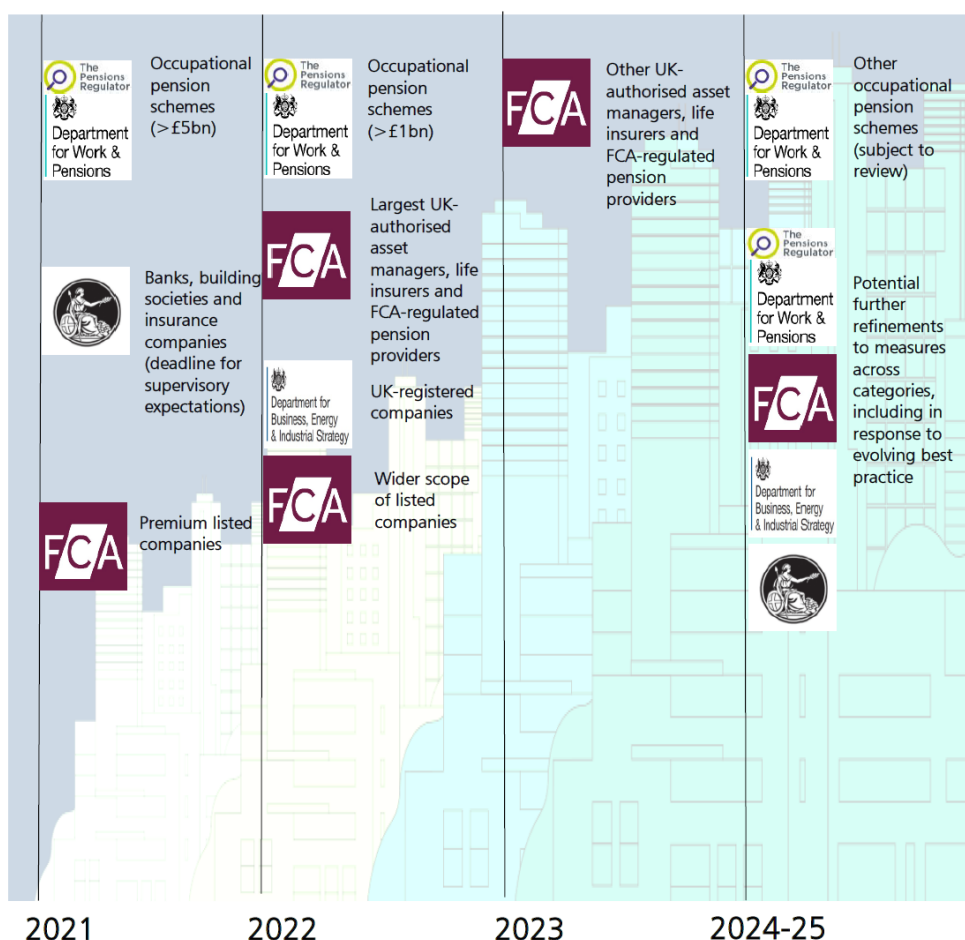 The
Pensions
Regulator
Department
for Work &
Pensions
Occupational
pension
schemes
(>£5bn)
Banks, building
societies and
insurance
companies
(deadline for
supervisory
expectations)
FCA
Premium listed
companies
The
Pensions
Regulator
Department
for Work &
Pensions
Occupational
pension
schemes
(>£1bn)
FCA
Largest UK-
authorised
asset
managers, life
insurers and
FCA-regulated
pension
providers
Department for
Business, Energy
& Industrial Strategy
UK-registered
companies
FCA
Wider scope
of listed
companies
FCA
Other UK-
authorised asset
managers, life
insurers and
FCA-regulated
pension
providers
The
Pensions
Regulator
Department
for Work &
Pensions
Other
occupational
pension
schemes
(subject to
review)
The
Pensions
Regulator
Department
for Work &
Pensions
FCA
Department for
Business, Energy
& Industrial Strategy
Potential
further
refinements
to measures
across
categories,
including in
response to
evolving best
practice
2021
2022
2023
2024-25